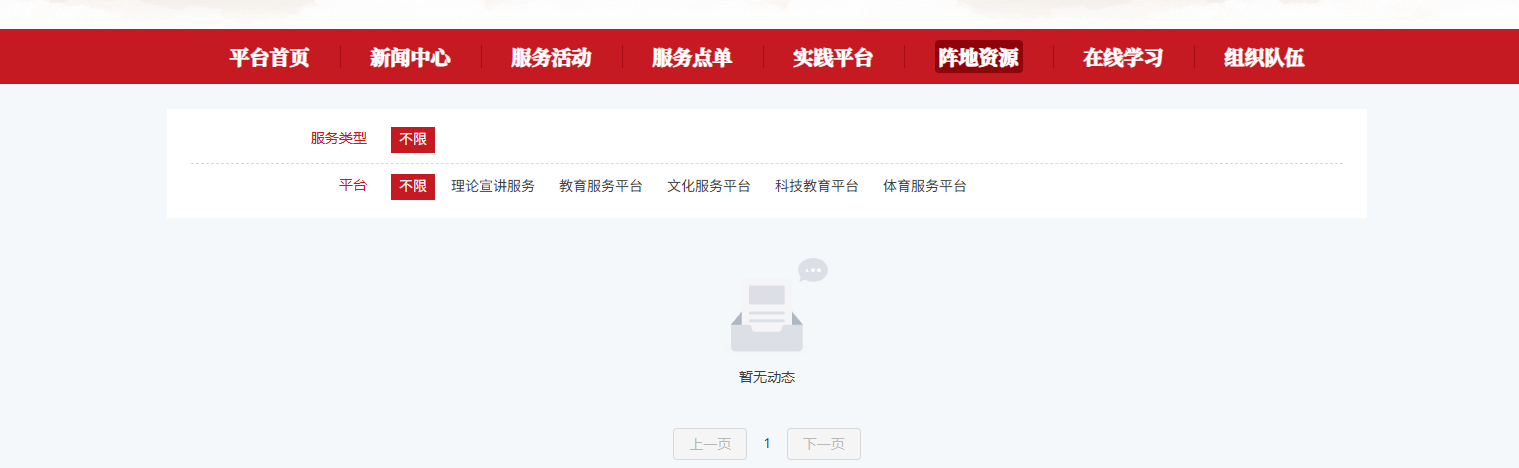 平台首页 新闻中心 服务活动 服务点单 实践平台 阵地资源 在线学习 组织队伍
服务类型 不限
平台 不限 理论宣讲服务 教育服务平台 文化服务平台 科技教育平台 体育服务平台
暂无动态
上一页 1 下一页